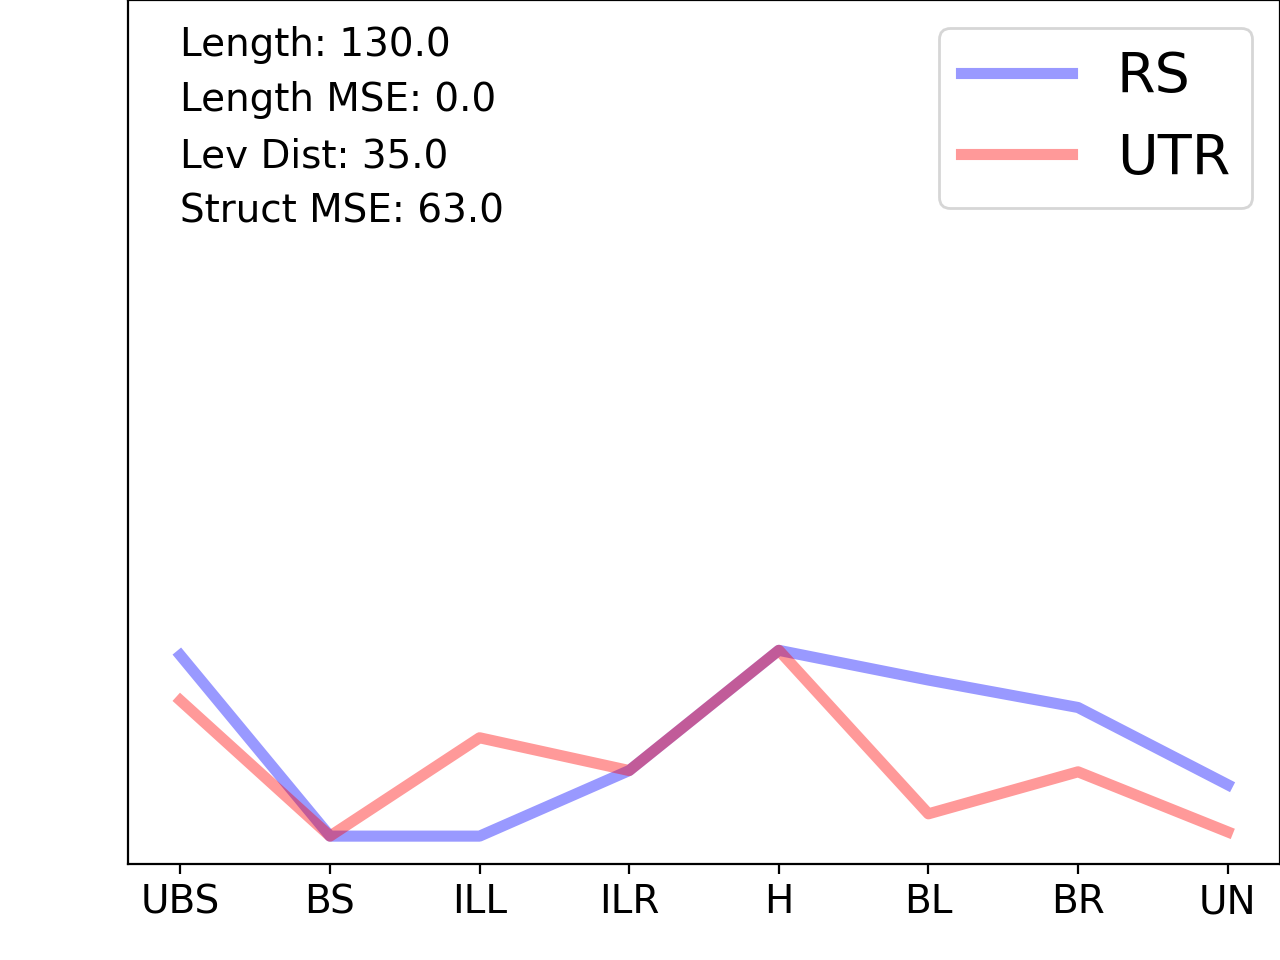 Length: 130.0
Length MSE: 0.0
Lev Dist: 35.0
Struct MSE: 63.0
RS
UTR
UBS BS ILL ILR H BL BR UN